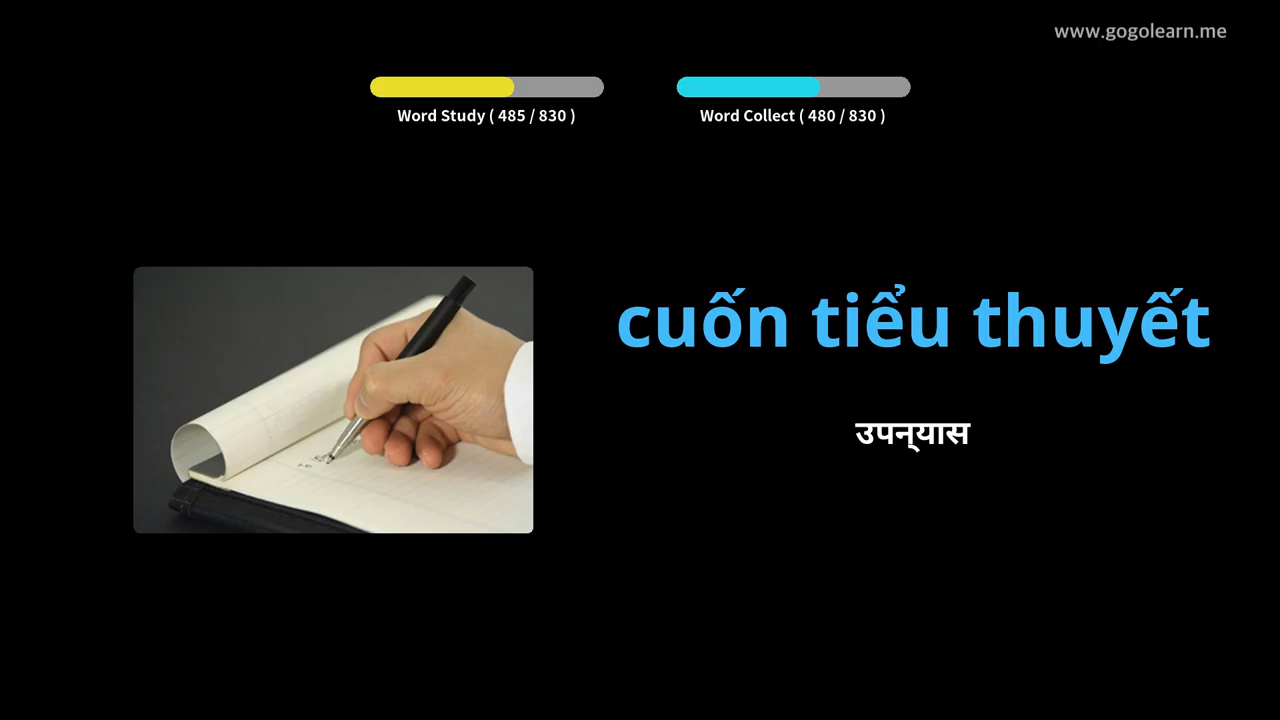 www.gogolearn.me
Word Study ( 485 / 830 )
Word Collect ( 480 / 830 )
cuốn tiểu thuyết
उपन्यास